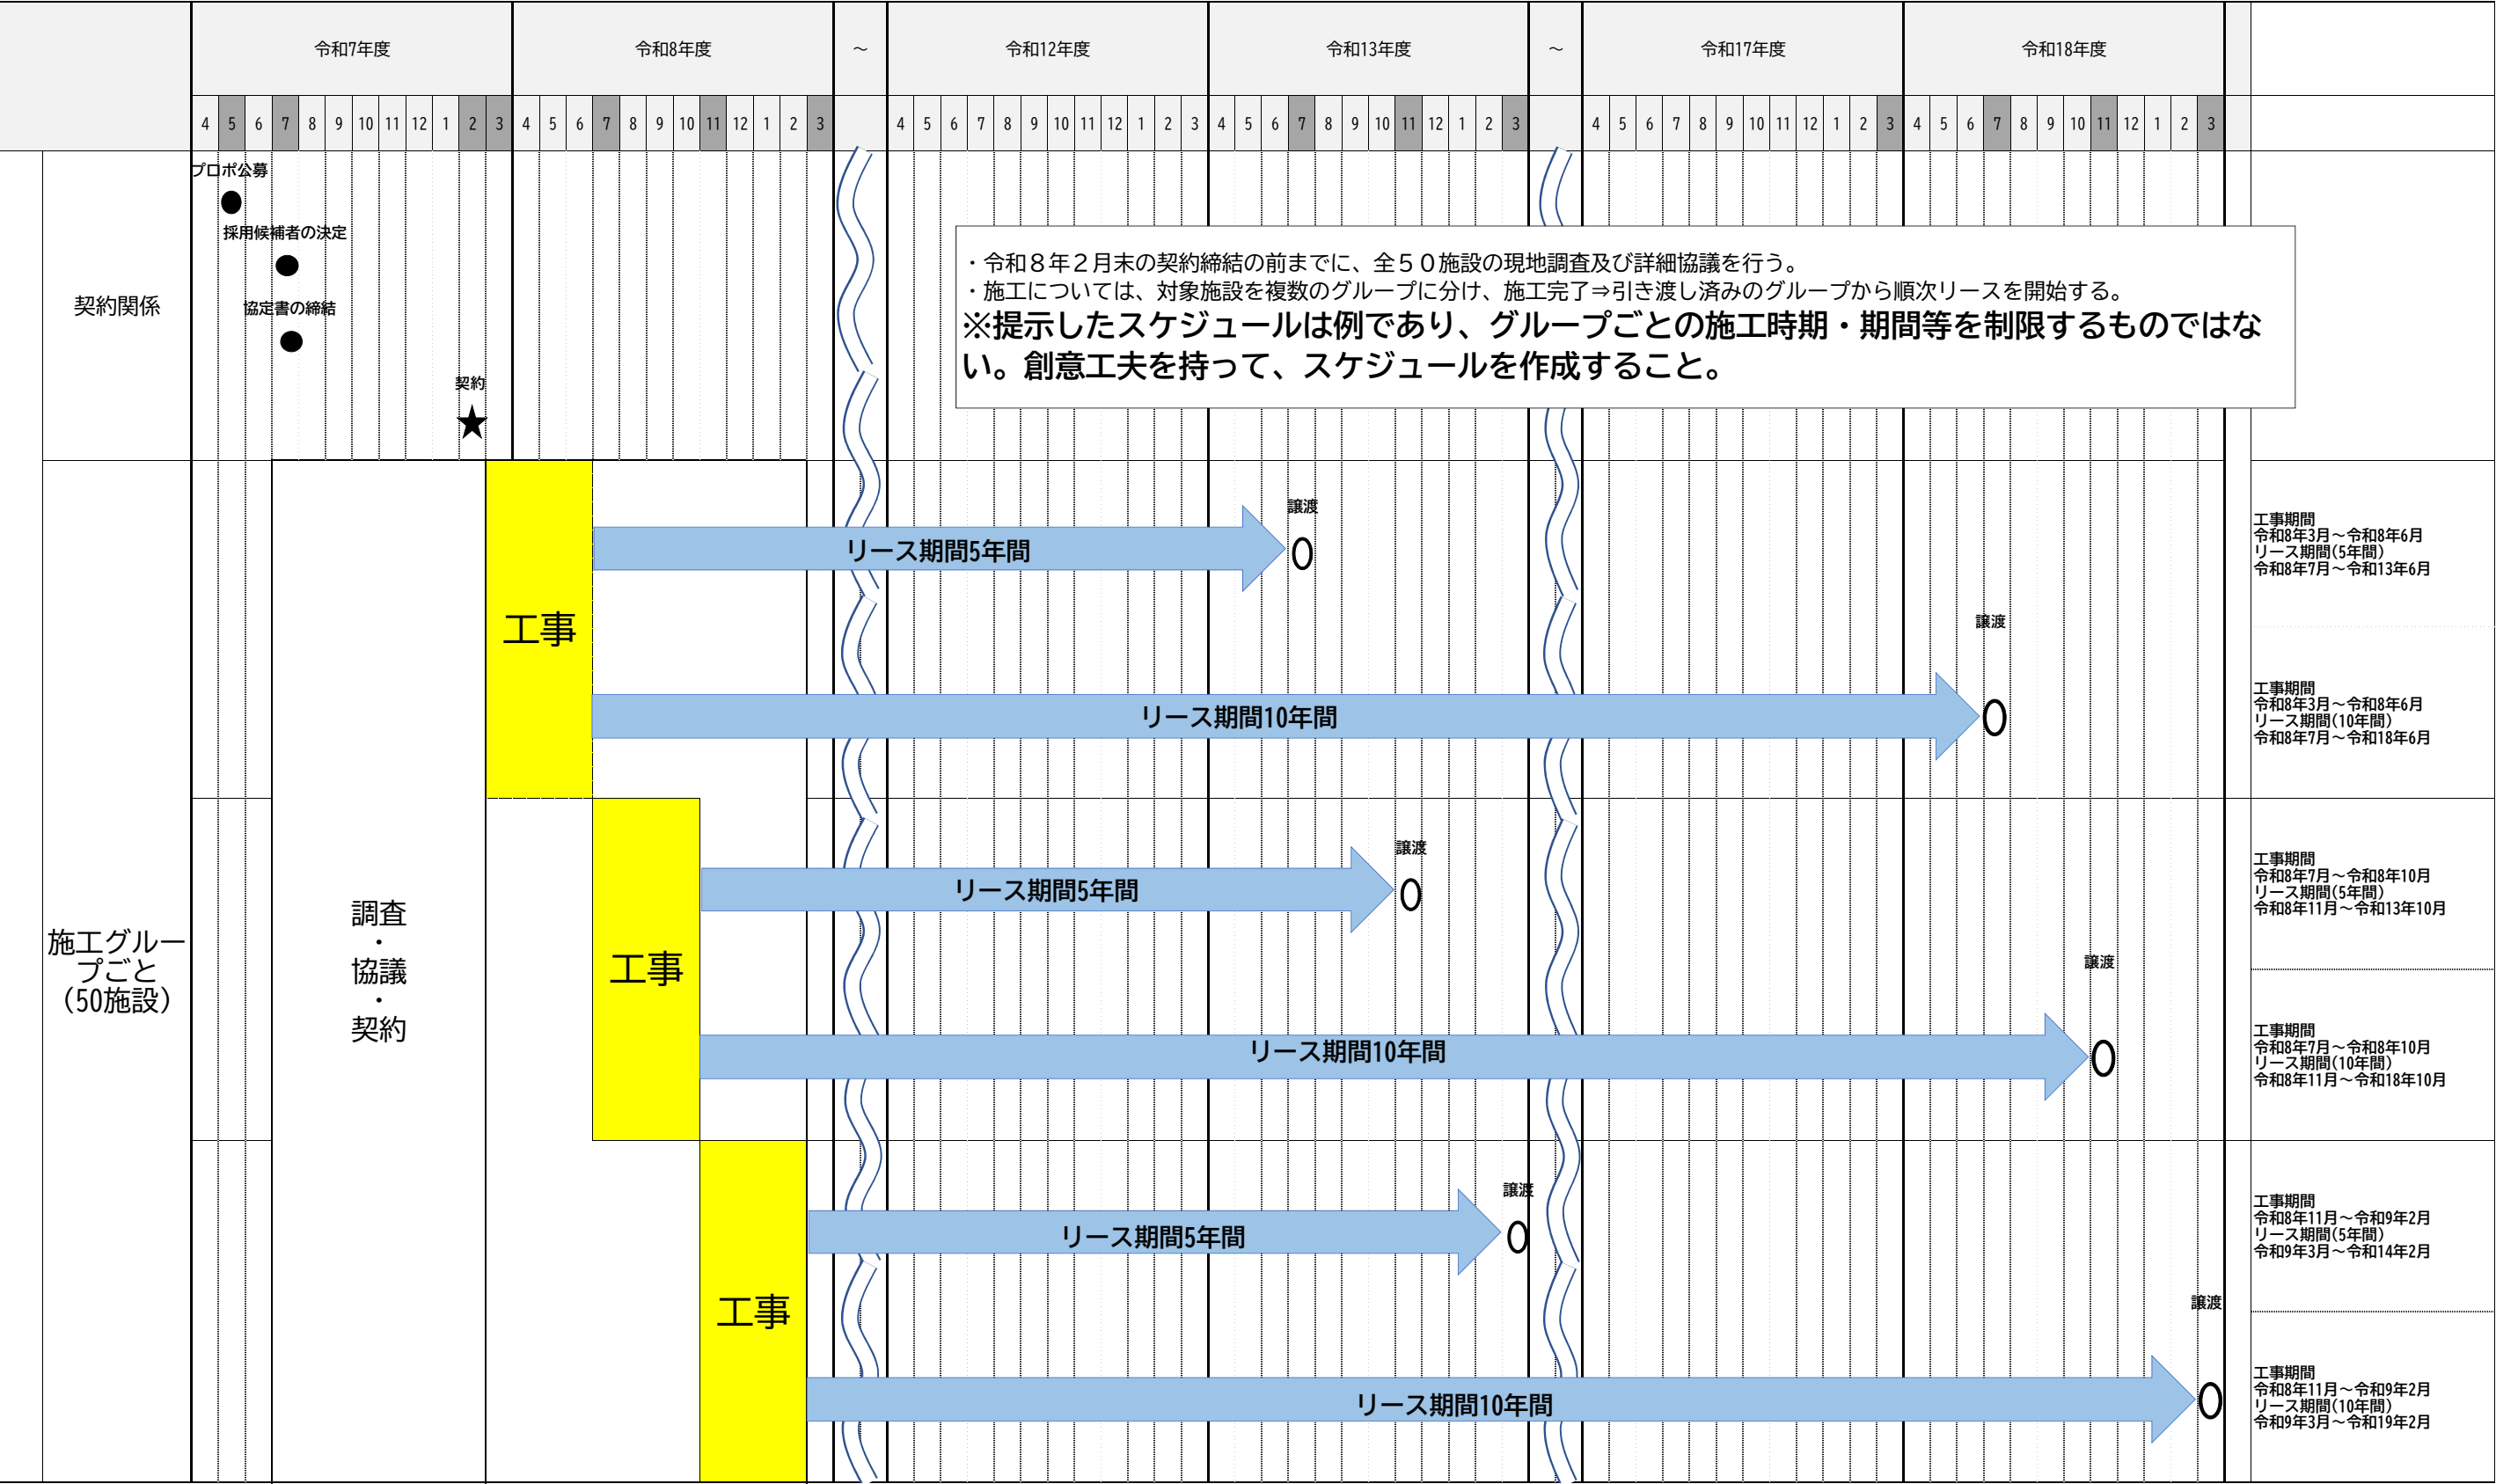 令和7年度 令和8年度 ～ 令和12年度 令和13年度 ～ 令和17年度 令和18年度
4 5 6 7 8 9 10 11 12 1 2 3 4 5 6 7 8 9 10 11 12 1 2 3 4 5 6 7 8 9 10 11 12 1 2 3 4 5 6 7 8 9 10 11 12 1 2 3 4 5 6 7 8 9 10 11 12 1 2 3 4 5 6 7 8 9 10 11 12 1 2 3
契約関係
プロポ公募
採用候補者の決定
協定書の締結
契約
・令和８年２月末の契約締結の前までに、全５０施設の現地調査及び詳細協議を行う。
・施工については、対象施設を複数のグループに分け、施工完了⇒引き渡し済みのグループから順次リースを開始する。
※提示したスケジュールは例であり、グループごとの施工時期・期間等を制限するものではな
い。創意工夫を持って、スケジュールを作成すること。
施工グルー
プごと
（50施設）
調査
・
協議
・
契約
工事
リース期間5年間
譲渡
工事期間
令和8年3月～令和8年6月
リース期間(5年間)
令和8年7月～令和13年6月
リース期間10年間
譲渡
工事期間
令和8年3月～令和8年6月
リース期間(10年間)
令和8年7月～令和18年6月
工事
リース期間5年間
譲渡
工事期間
令和8年7月～令和8年10月
リース期間(5年間)
令和8年11月～令和13年10月
リース期間10年間
譲渡
工事期間
令和8年7月～令和8年10月
リース期間(10年間)
令和8年11月～令和18年10月
工事
リース期間5年間
譲渡
工事期間
令和8年11月～令和9年2月
リース期間(5年間)
令和9年3月～令和14年2月
リース期間10年間
譲渡
工事期間
令和8年11月～令和9年2月
リース期間(10年間)
令和9年3月～令和19年2月